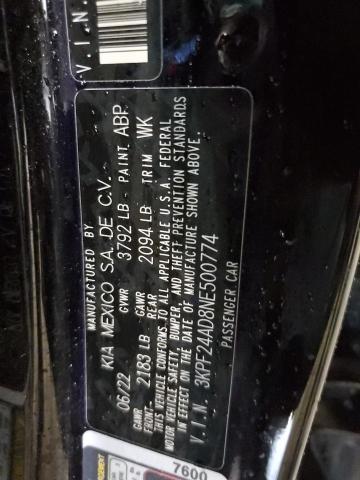 V.I.N.
MANUFACTURED BY
KIA MEXICO S.A. DE C.V.
06/22 GVWR 3792 LB PAINT ABP
GAWR FRONT: 2183 LB GAWR REAR 2094 LB TRIM WK
THIS VEHICLE CONFORMS TO ALL APPLICABLE U.S.A. FEDERAL
MOTOR VEHICLE SAFETY, BUMPER, AND THEFT PREVENTION STANDARDS
IN EFFECT ON THE DATE OF MANUFACTURE SHOWN ABOVE
V.I.N. 3KPF24AD8NE500774
PASSENGER CAR
7600